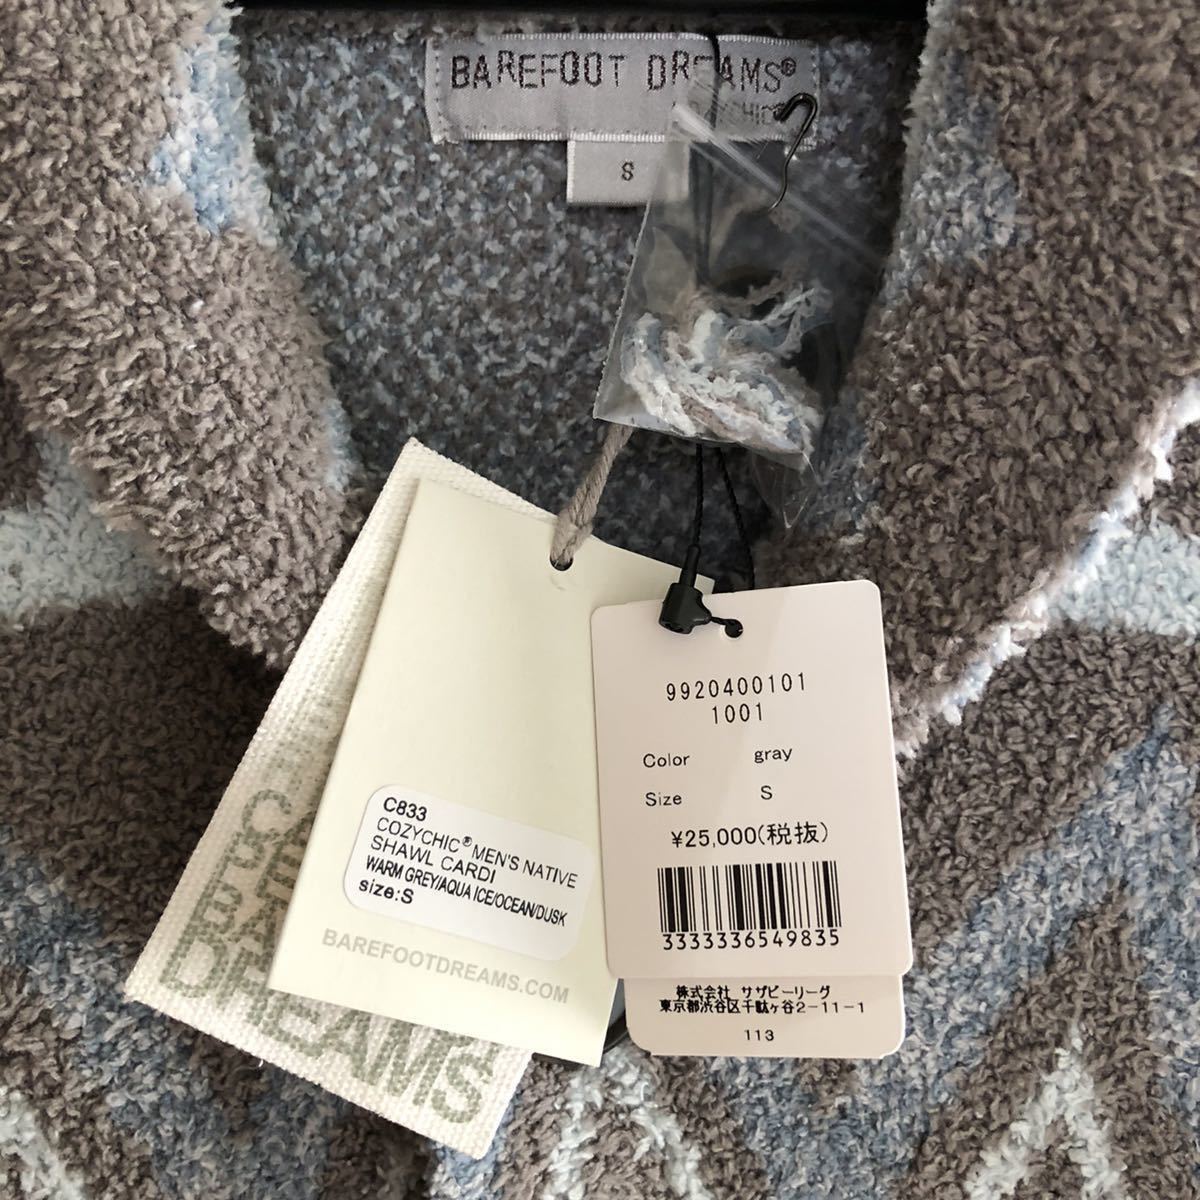 BAREFOOT DREAMS®
S
C833
COZYCHIC® MEN'S NATIVE
SHAWL CARDI
WARM GREY/AQUA ICE/OCEAN/DUSK
size:S
BAREFOOTDREAMS.COM
DREAMS
9920400101
1001
Color gray
Size S
¥25,000(税抜)
3333336549835
株式会社 サザビーリーグ
東京都渋谷区千駄ヶ谷2-11-1
113